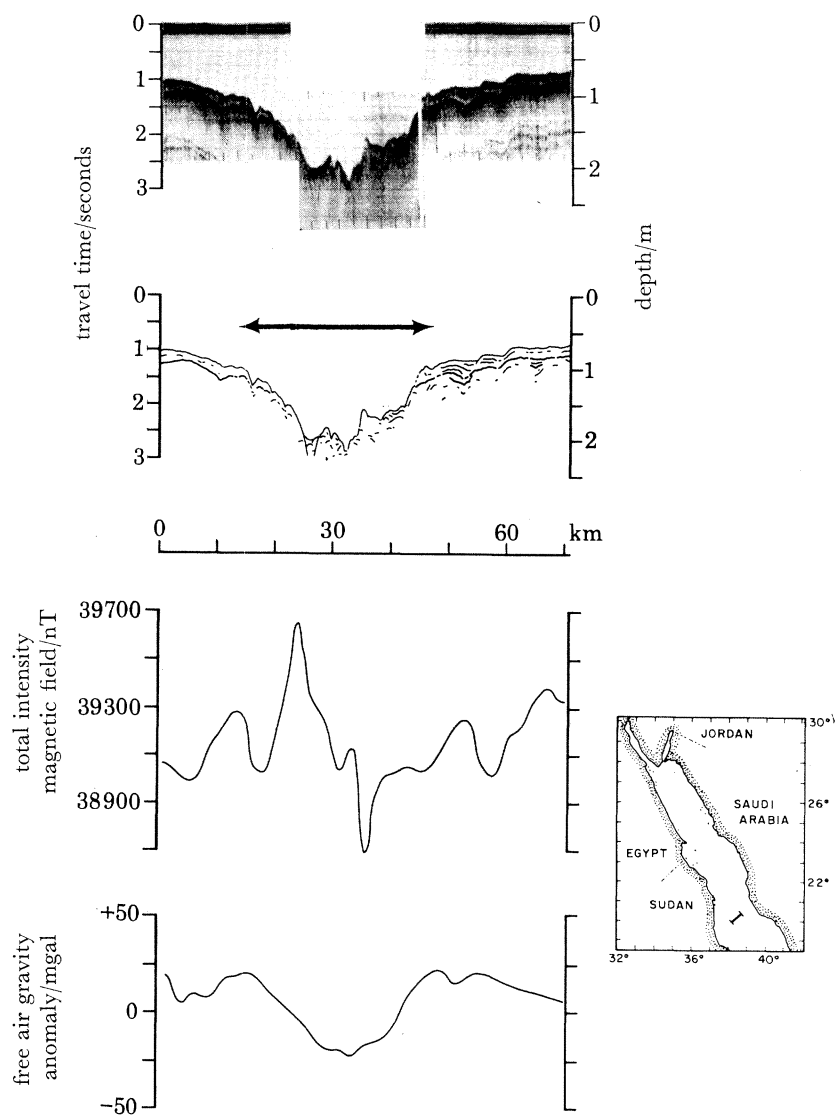 0
1
2
3
0
1
2
travel time/seconds
depth/m
0
1
2
3
0
1
2
0 30 60 km
39700
39300
38900
total intensity
magnetic field/nT
+50
0
−50
free air gravity
anomaly/mgal
30°
JORDAN
26°
SAUDI
ARABIA
EGYPT
22°
SUDAN
32° 36° 40°